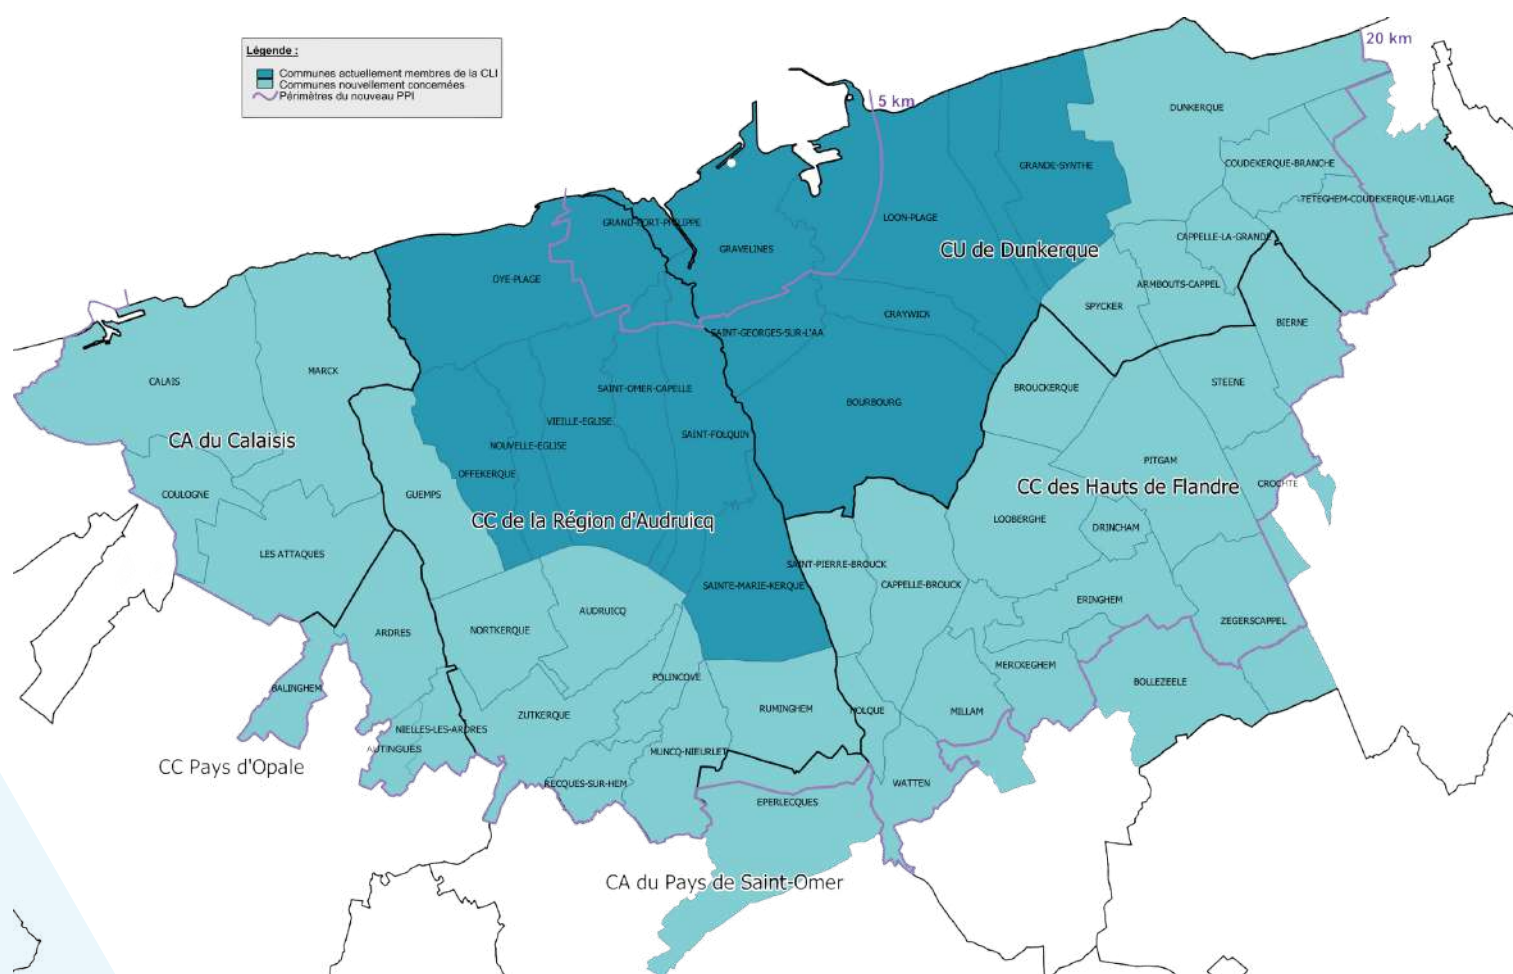 Légende :
Communes actuellement membres de la CLI
Communes nouvellement concernées
Périmètres du nouveau PPI
20 km
5 km
DUNKERQUE
COUDEKERQUE-BRANCHE
GRANDE-SYNTHE
TETEGHEM-COUDEKERQUE-VILLAGE
LOON-PLAGE
GRAND-FORT-PHILIPPE
CAPPELLE-LA-GRANDE
GRAVELINES
CU de Dunkerque
OYE-PLAGE
ARMBOUTS-CAPPEL
SPYCKER
CRAYWICK
BIERNE
SAINT-GEORGES-SUR-L'AA
MARCK
CALAIS
STEENE
SAINT-OMER-CAPELLE
BROUCKERQUE
BOURBOURG
VIEILLE-EGLISE
SAINT-FOLQUIN
CA du Calaisis
NOUVELLE-EGLISE
PITGAM
OFFEKERQUE
CROCHTE
CC des Hauts de Flandre
COULOGNE
GUEMPS
CC de la Région d'Audruicq
LOOBERGHE
DRINCHAM
LES ATTAQUES
SAINT-PIERRE-BROUCK
CAPPELLE-BROUCK
SAINTE-MARIE-KERQUE
ERINGHEM
AUDRUICQ
ZEGERSCAPPEL
NORTKERQUE
ARDRES
MERCKEGHEM
POLINCOVE
BOLLEZEELE
BALINGHEM
RUMINGHEM
HOLQUE
MILLAM
ZUTKERQUE
NIELLES-LES-ARDRES
AUTINGUES
MUNCQ-NIEURLET
CC Pays d'Opale
RECQUES-SUR-HEM
WATTEN
EPERLECQUES
CA du Pays de Saint-Omer